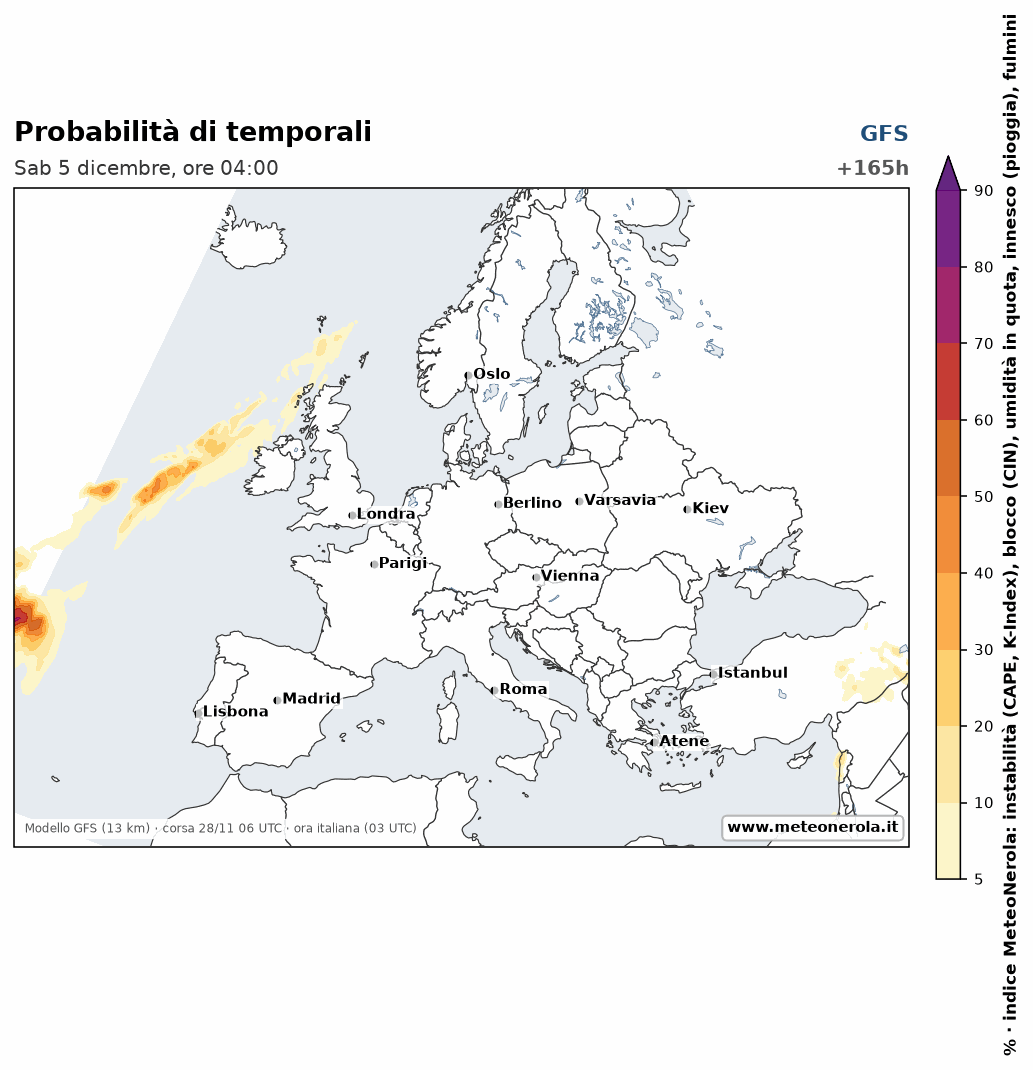 Probabilità di temporali
GFS
Sab 5 dicembre, ore 04:00
+165h
Oslo
Berlino
Varsavia
Kiev
Londra
Parigi
Vienna
Istanbul
Roma
Madrid
Lisbona
Atene
Modello GFS (13 km) · corsa 28/11 06 UTC · ora italiana (03 UTC)
www.meteonerola.it
90
80
70
60
50
40
30
20
10
5
% · indice MeteoNerola: instabilità (CAPE, K-Index), blocco (CIN), umidità in quota, innesco (pioggia), fulmini